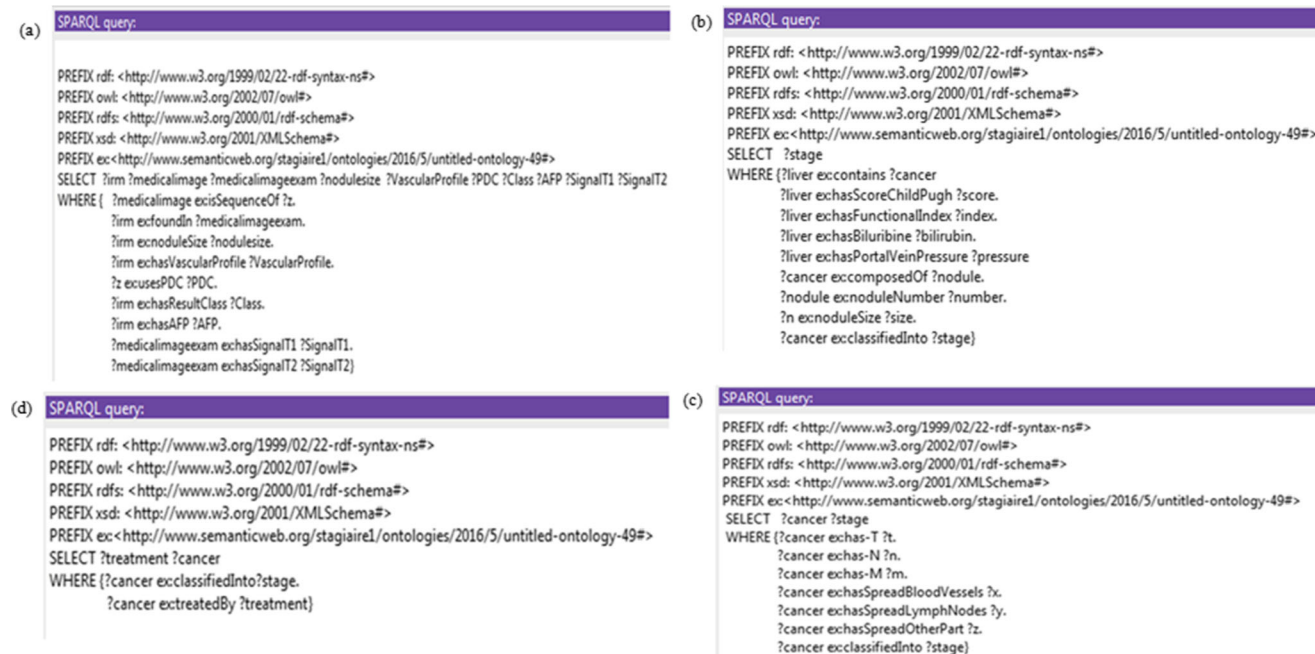 (a)
SPARQL query:
PREFIX rdf: <http://www.w3.org/1999/02/22-rdf-syntax-ns#>
PREFIX owl: <http://www.w3.org/2002/07/owl#>
PREFIX rdfs: <http://www.w3.org/2000/01/rdf-schema#>
PREFIX xsd: <http://www.w3.org/2001/XMLSchema#>
PREFIX ex:<http://www.semanticweb.org/stagiaire1/ontologies/2016/5/untitled-ontology-49#>
SELECT ?irm ?medicalimage ?medicalimageexam ?nodulesize ?VascularProfile ?PDC ?Class ?AFP ?SignalT1 ?SignalT2
WHERE { ?medicalimage ex:isSequenceOf ?z.
?irm ex:foundIn ?medicalimageexam.
?irm ex:noduleSize ?nodulesize.
?irm ex:hasVascularProfile ?VascularProfile.
?z ex:usesPDC ?PDC.
?irm ex:hasResultClass ?Class.
?irm ex:hasAFP ?AFP.
?medicalimageexam ex:hasSignalT1 ?SignalT1.
?medicalimageexam ex:hasSignalT2 ?SignalT2}
(b)
SPARQL query:
PREFIX rdf: <http://www.w3.org/1999/02/22-rdf-syntax-ns#>
PREFIX owl: <http://www.w3.org/2002/07/owl#>
PREFIX rdfs: <http://www.w3.org/2000/01/rdf-schema#>
PREFIX xsd: <http://www.w3.org/2001/XMLSchema#>
PREFIX ex:<http://www.semanticweb.org/stagiaire1/ontologies/2016/5/untitled-ontology-49#>
SELECT ?stage
WHERE {?liver ex:contains ?cancer
?liver ex:hasScoreChildPugh ?score.
?liver ex:hasFunctionalIndex ?index.
?liver ex:hasBiluribine ?bilirubin.
?liver ex:hasPortalVeinPressure ?pressure
?cancer ex:composedOf ?nodule.
?nodule ex:noduleNumber ?number.
?n ex:noduleSize ?size.
?cancer ex:classifiedInto ?stage}
(d)
SPARQL query:
PREFIX rdf: <http://www.w3.org/1999/02/22-rdf-syntax-ns#>
PREFIX owl: <http://www.w3.org/2002/07/owl#>
PREFIX rdfs: <http://www.w3.org/2000/01/rdf-schema#>
PREFIX xsd: <http://www.w3.org/2001/XMLSchema#>
PREFIX ex:<http://www.semanticweb.org/stagiaire1/ontologies/2016/5/untitled-ontology-49#>
SELECT ?treatment ?cancer
WHERE {?cancer ex:classifiedInto?stage.
?cancer ex:treatedBy ?treatment}
(c)
SPARQL query:
PREFIX rdf: <http://www.w3.org/1999/02/22-rdf-syntax-ns#>
PREFIX owl: <http://www.w3.org/2002/07/owl#>
PREFIX rdfs: <http://www.w3.org/2000/01/rdf-schema#>
PREFIX xsd: <http://www.w3.org/2001/XMLSchema#>
PREFIX ex:<http://www.semanticweb.org/stagiaire1/ontologies/2016/5/untitled-ontology-49#>
SELECT ?cancer ?stage
WHERE {?cancer ex:has-T ?t.
?cancer ex:has-N ?n.
?cancer ex:has-M ?m.
?cancer ex:hasSpreadBloodVessels ?x.
?cancer ex:hasSpreadLymphNodes ?y.
?cancer ex:hasSpreadOtherPart ?z.
?cancer ex:classifiedInto ?stage}